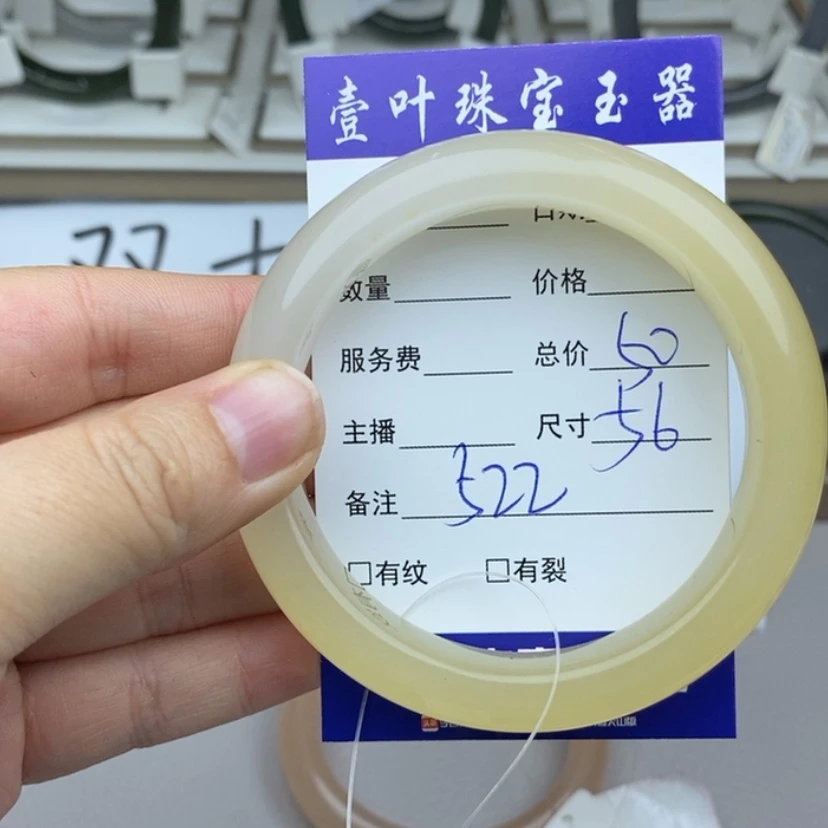 壹叶珠宝玉器
数量 价格
服务费 总价 50
主播 尺寸 56
备注 522
□有纹 □有裂